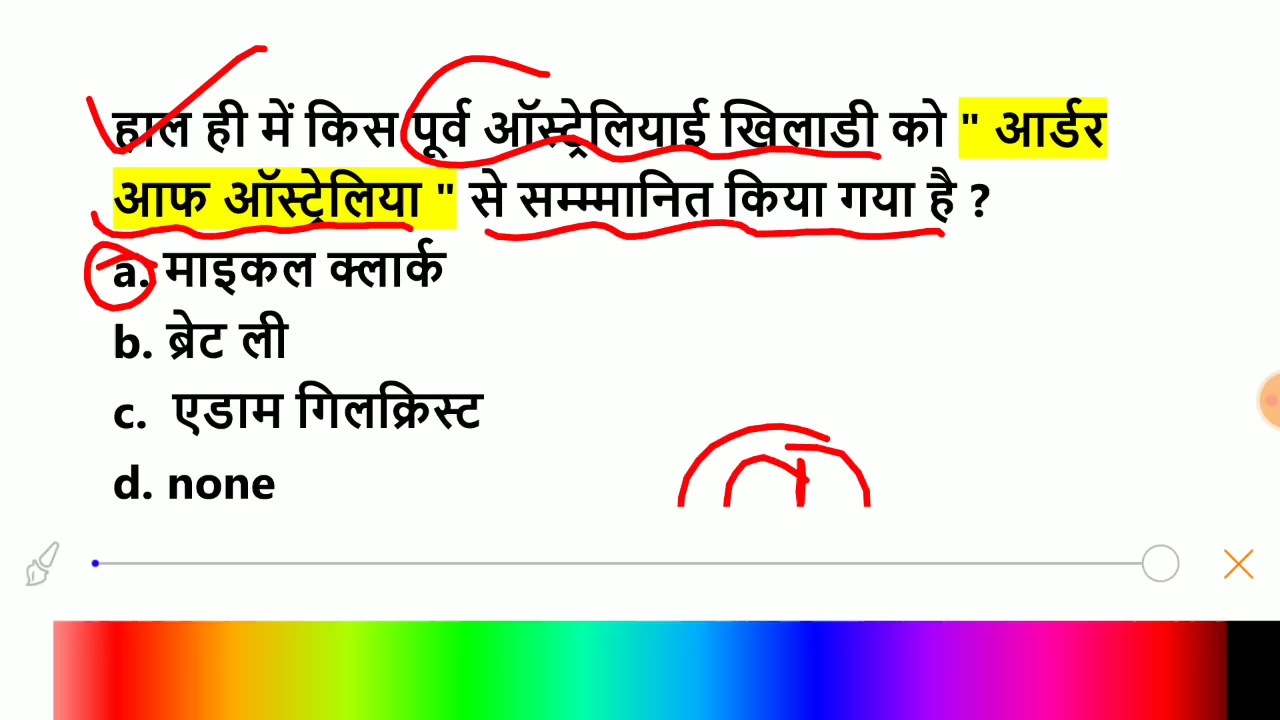 हाल ही में किस पूर्व ऑस्ट्रेलियाई खिलाडी को " आर्डर
आफ ऑस्ट्रेलिया " से सम्म्मानित किया गया है ?
a. माइकल क्लार्क
b. ब्रेट ली
c. एडाम गिलक्रिस्ट
d. none